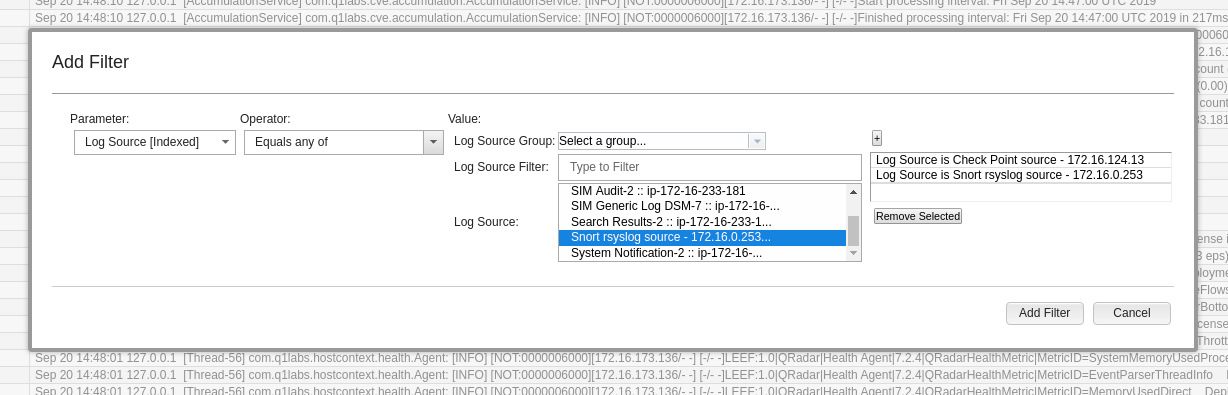 Sep 20 14:48:10 127.0.0.1 [AccumulationService] com.q1labs.cve.accumulation.AccumulationService: [INFO] [NOT:0000006000][172.16.173.136/- -] [-/- -]Start processing interval: Fri Sep 20 14:47:00 UTC 2019
Sep 20 14:48:10 127.0.0.1 [AccumulationService] com.q1labs.cve.accumulation.AccumulationService: [INFO] [NOT:0000006000][172.16.173.136/- -] [-/- -]Finished processing interval: Fri Sep 20 14:47:00 UTC 2019 in 217ms
Add Filter
Parameter:
Operator:
Value:
Log Source [Indexed]
Equals any of
Log Source Group:
Select a group...
+
Log Source Filter:
Type to Filter
Log Source is Check Point source - 172.16.124.13
Log Source is Snort rsyslog source - 172.16.0.253
Log Source:
SIM Audit-2 :: ip-172-16-233-181
SIM Generic Log DSM-7 :: ip-172-16-...
Search Results-2 :: ip-172-16-233-1...
Snort rsyslog source - 172.16.0.253...
System Notification-2 :: ip-172-16-...
Remove Selected
Add Filter
Cancel
Sep 20 14:48:01 127.0.0.1 [Thread-56] com.q1labs.hostcontext.health.Agent: [INFO] [NOT:0000006000][172.16.173.136/- -] [-/- -]LEEF:1.0|QRadar|Health Agent|7.2.4|QRadarHealthMetric|MetricID=SystemMemoryUsedProce
Sep 20 14:48:01 127.0.0.1 [Thread-56] com.q1labs.hostcontext.health.Agent: [INFO] [NOT:0000006000][172.16.173.136/- -] [-/- -]LEEF:1.0|QRadar|Health Agent|7.2.4|QRadarHealthMetric|MetricID=EventParserThreadInfo
Sep 20 14:48:01 127.0.0.1 [Thread-56] com.q1labs.hostcontext.health.Agent: [INFO] [NOT:0000006000][172.16.173.136/- -] [-/- -]LEEF:1.0|QRadar|Health Agent|7.2.4|QRadarHealthMetric|MetricID=MemoryUsedDirect